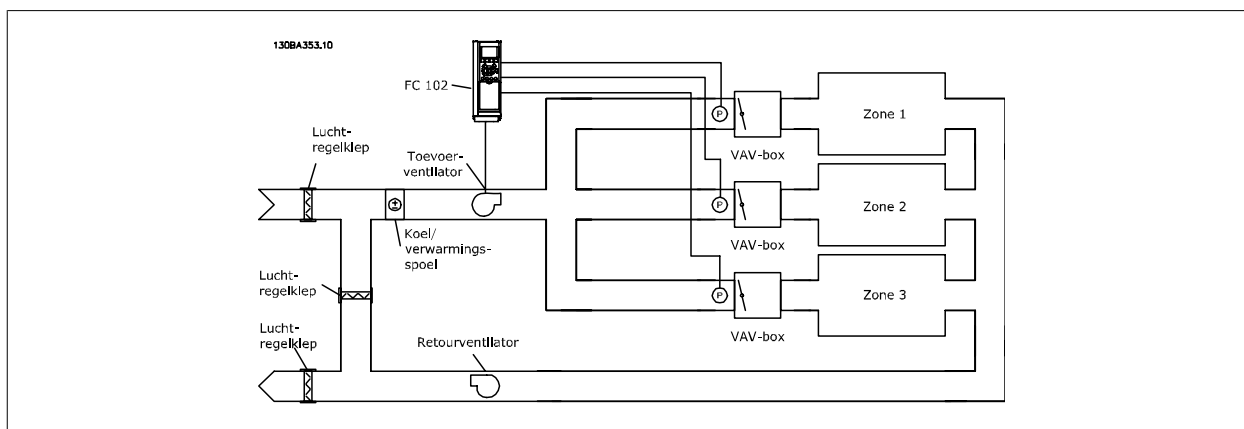 130BA353.10
FC 102
Lucht-
regelklep
Toevoer-
ventilator
Koel/
verwarmings-
spoel
Lucht-
regelklep
Lucht-
regelklep
Retourventilator
P
VAV-box
Zone 1
P
VAV-box
Zone 2
P
VAV-box
Zone 3